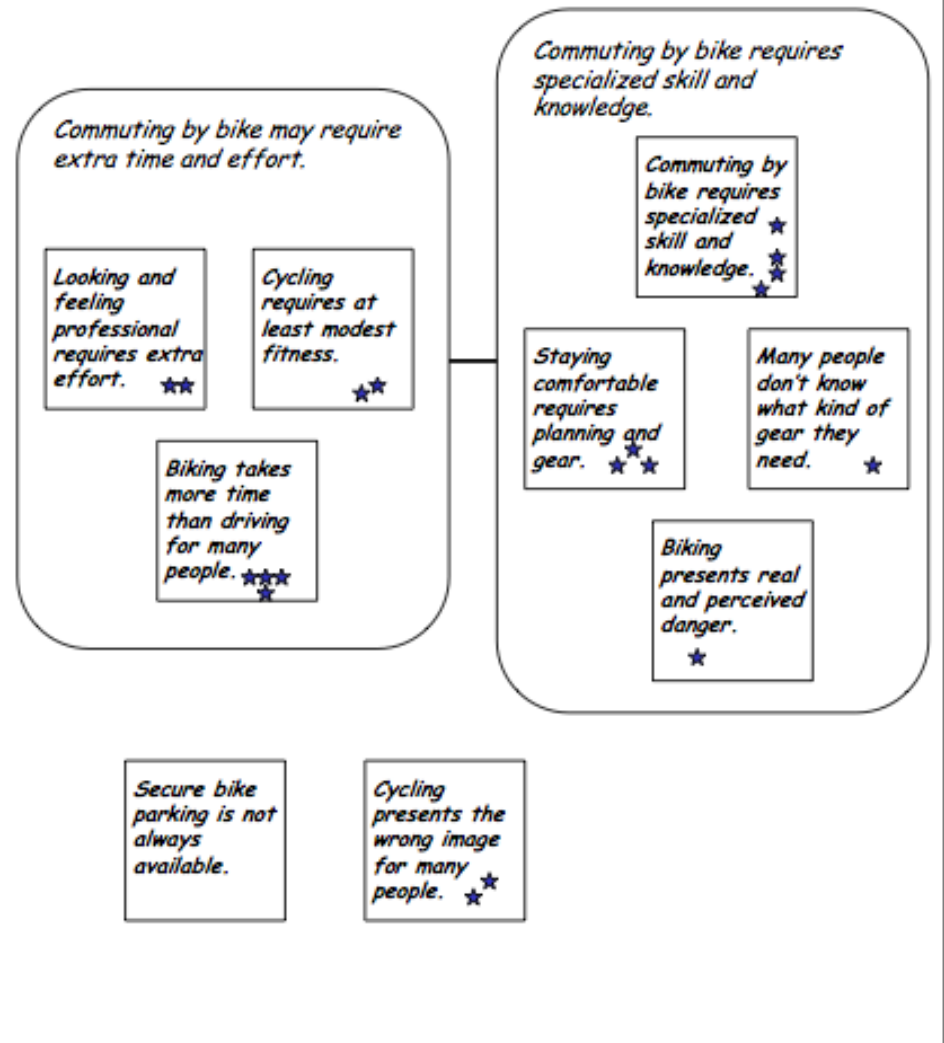 Commuting by bike requires
specialized skill and
knowledge.
Commuting by bike may require
extra time and effort.
Commuting by
bike requires
specialized
skill and
knowledge.
Looking and
feeling
professional
requires extra
effort.
Cycling
requires at
least modest
fitness.
Staying
comfortable
requires
planning and
gear.
Many people
don't know
what kind of
gear they
need.
Biking takes
more time
than driving
for many
people.
Biking
presents real
and perceived
danger.
Secure bike
parking is not
always
available.
Cycling
presents the
wrong image
for many
people.